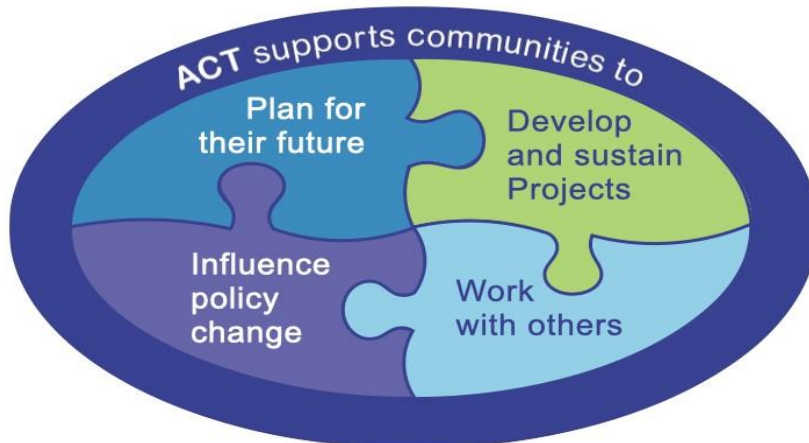 ACT supports communities to
Plan for
their future
Develop
and sustain
Projects
Influence
policy
change
Work
with others